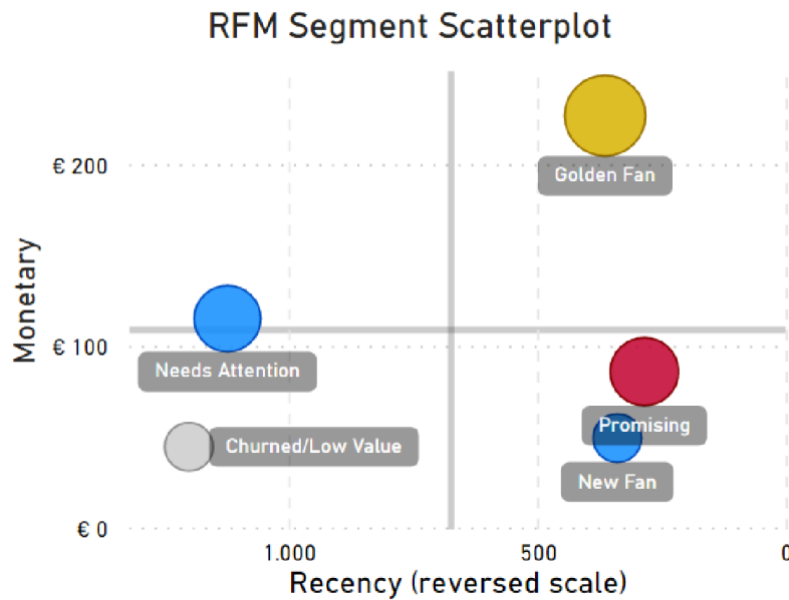 RFM Segment Scatterplot
Monetary
€ 200
€ 100
€ 0
Golden Fan
Needs Attention
Promising
Churned/Low Value
New Fan
1.000
500
0
Recency (reversed scale)